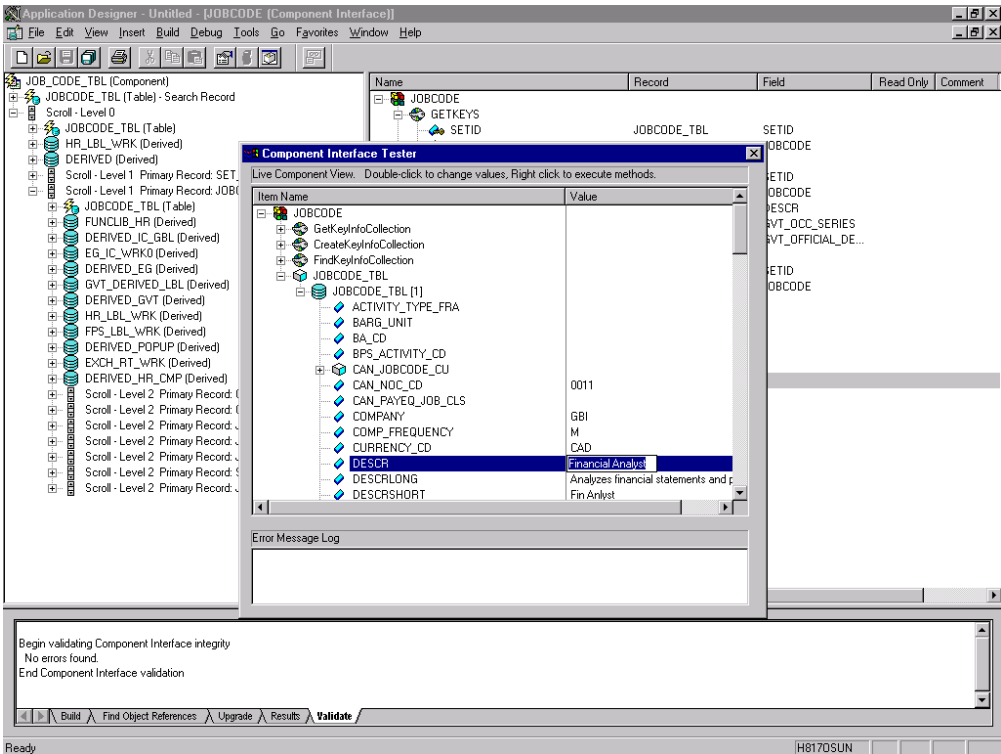 Application Designer - Untitled - [JOBCODE (Component Interface)]
File Edit View Insert Build Debug Tools Go Favorites Window Help
JOB_CODE_TBL (Component)
JOBCODE_TBL (Table) - Search Record
Scroll - Level 0
JOBCODE_TBL (Table)
HR_LBL_WRK (Derived)
DERIVED (Derived)
Scroll - Level 1 Primary Record: SET_
Scroll - Level 1 Primary Record:
JOBCODE_TBL (Table)
FUNCLIB_HR (Derived)
DERIVED_IC_GBL (Derived)
EG_IC_WRK0 (Derived)
DERIVED_EG (Derived)
GVT_DERIVED_LBL (Derived)
DERIVED_GVT (Derived)
HR_LBL_WRK (Derived)
FPS_LBL_WRK (Derived)
DERIVED_POPUP (Derived)
EXCH_RT_WRK (Derived)
DERIVED_HR_CMP (Derived)
Scroll - Level 2 Primary Record:
Scroll - Level 2 Primary Record:
Scroll - Level 2 Primary Record:
Scroll - Level 2 Primary Record:
Scroll - Level 2 Primary Record:
Scroll - Level 2 Primary Record:
Scroll - Level 2 Primary Record:
Name Record Field Read Only Comment
JOBCODE
GETKEYS
SETID JOBCODE_TBL SETID
JOBCODE
SETID
JOBCODE
DESCR
GVT_OCC_SERIES
GVT_OFFICIAL_DE...
SETID
JOBCODE
Component Interface Tester
Live Component View. Double-click to change values, Right click to execute methods.
Item Name Value
JOBCODE
GetKeyInfoCollection
CreateKeyInfoCollection
FindKeyInfoCollection
JOBCODE_TBL
JOBCODE_TBL [1]
ACTIVITY_TYPE_FRA
BARG_UNIT
BA_CD
BPS_ACTIVITY_CD
CAN_JOBCODE_CU
CAN_NOC_CD 0011
CAN_PAYEQ_JOB_CLS
COMPANY GBI
COMP_FREQUENCY M
CURRENCY_CD CAD
DESCR Financial Analyst
DESCRLONG Analyzes financial statements and
DESCRSHORT Fin Anlyst
Error Message Log
Begin validating Component Interface integrity
No errors found.
End Component Interface validation
Build Find Object References Upgrade Results Validate
Ready H8170SUN